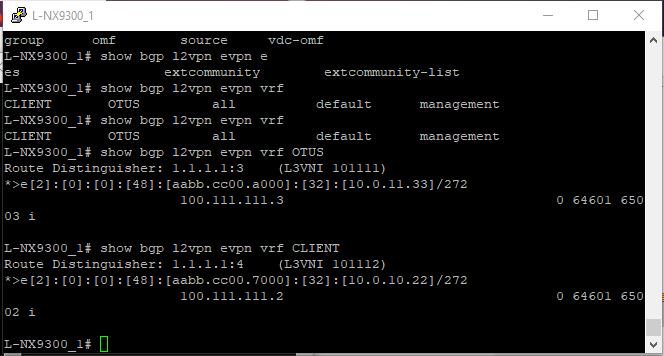 L-NX9300_1
group      omf        source     vdc-omf
L-NX9300_1# show bgp l2vpn evpn e
es                   extcommunity         extcommunity-list
L-NX9300_1# show bgp l2vpn evpn vrf
CLIENT       OTUS         all          default      management
L-NX9300_1# show bgp l2vpn evpn vrf
CLIENT       OTUS         all          default      management
L-NX9300_1# show bgp l2vpn evpn vrf OTUS
Route Distinguisher: 1.1.1.1:3    (L3VNI 101111)
*>e[2]:[0]:[0]:[48]:[aabb.cc00.a000]:[32]:[10.0.11.33]/272
                      100.111.111.3                                     0 64601 650
03 i
L-NX9300_1# show bgp l2vpn evpn vrf CLIENT
Route Distinguisher: 1.1.1.1:4    (L3VNI 101112)
*>e[2]:[0]:[0]:[48]:[aabb.cc00.7000]:[32]:[10.0.10.22]/272
                      100.111.111.2                                     0 64601 650
02 i
L-NX9300_1#